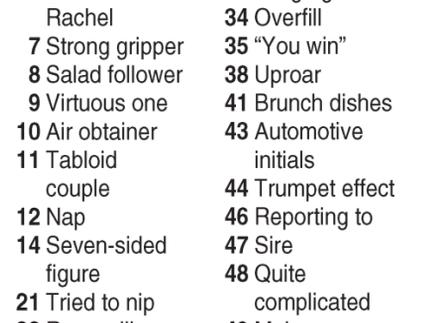 Rachel
7 Strong gripper
8 Salad follower
9 Virtuous one
10 Air obtainer
11 Tabloid
couple
12 Nap
14 Seven-sided
figure
21 Tried to nip
34 Overfill
35 “You win”
38 Uproar
41 Brunch dishes
43 Automotive
initials
44 Trumpet effect
46 Reporting to
47 Sire
48 Quite
complicated